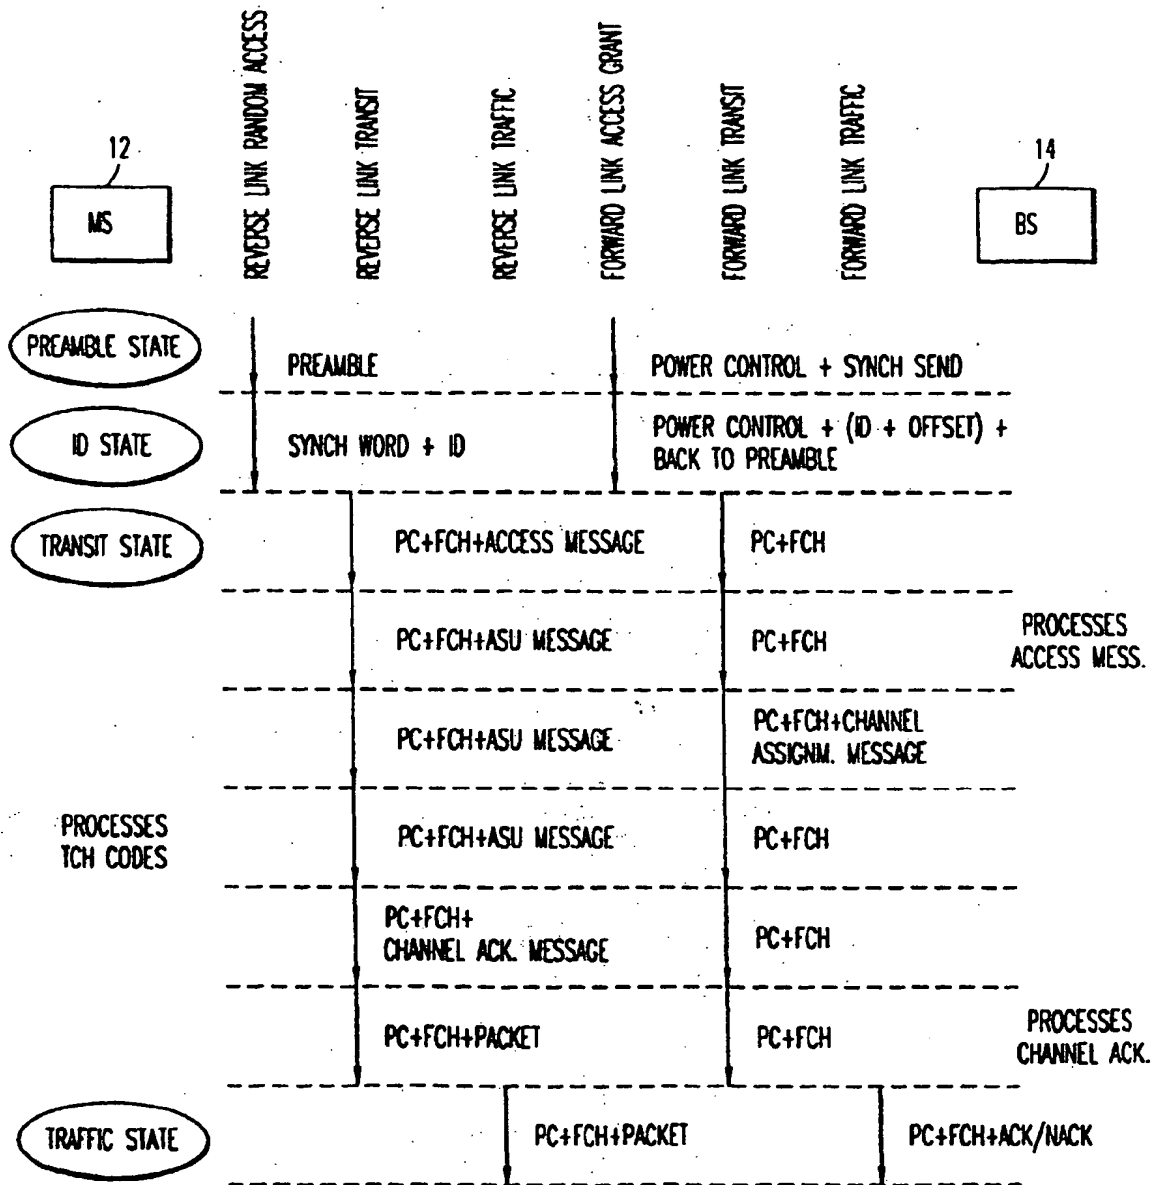 REVERSE LINK RANDOM ACCESS
REVERSE LINK TRANSIT
REVERSE LINK TRAFFIC
FORWARD LINK ACCESS GRANT
FORWARD LINK TRANSIT
FORWARD LINK TRAFFIC
12
MS
14
BS
PREAMBLE STATE
PREAMBLE
POWER CONTROL + SYNCH SEND
ID STATE
SYNCH WORD + ID
POWER CONTROL + (ID + OFFSET) +
BACK TO PREAMBLE
TRANSIT STATE
PC+FCH+ACCESS MESSAGE
PC+FCH
PC+FCH+ASU MESSAGE
PC+FCH
PROCESSES
ACCESS MESS.
PC+FCH+ASU MESSAGE
PC+FCH+CHANNEL
ASSIGNM. MESSAGE
PROCESSES
TCH CODES
PC+FCH+ASU MESSAGE
PC+FCH
PC+FCH+
CHANNEL ACK. MESSAGE
PC+FCH
PC+FCH+PACKET
PC+FCH
PROCESSES
CHANNEL ACK.
TRAFFIC STATE
PC+FCH+PACKET
PC+FCH+ACK/NACK